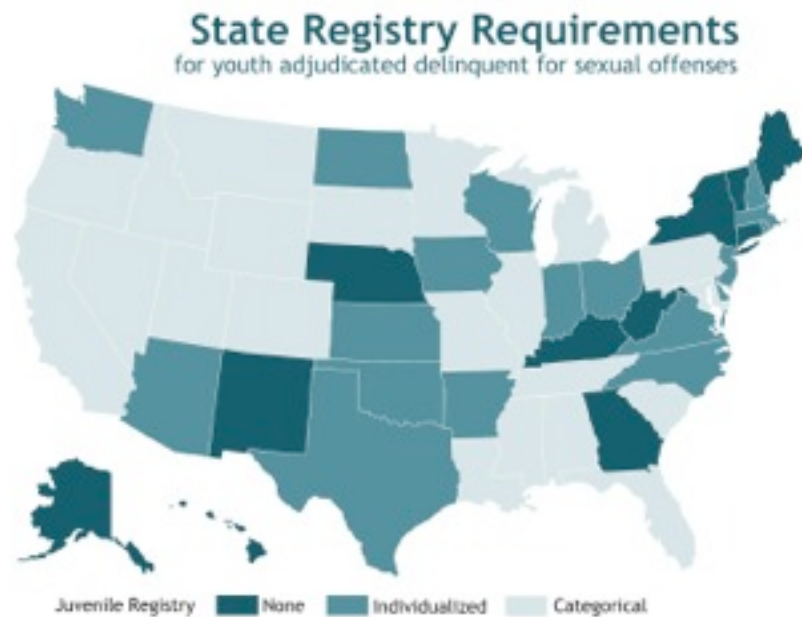 State Registry Requirements
for youth adjudicated delinquent for sexual offenses
Juvenile Registry None Individualized Categorical